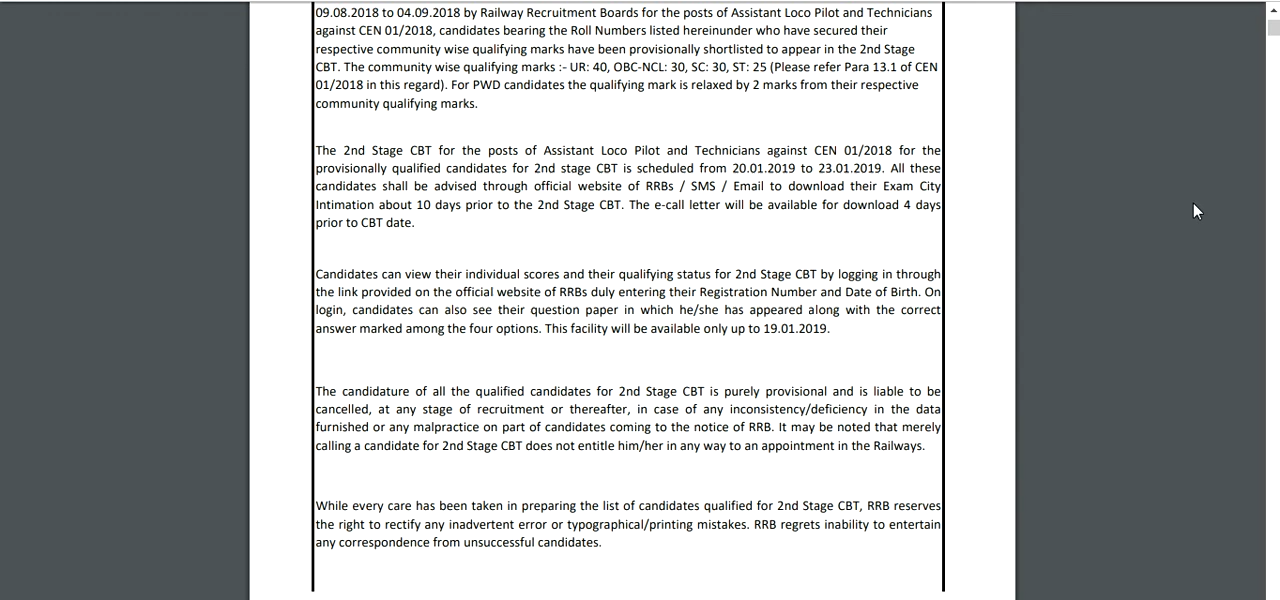 09.08.2018 to 04.09.2018 by Railway Recruitment Boards for the posts of Assistant Loco Pilot and Technicians
against CEN 01/2018, candidates bearing the Roll Numbers listed hereinunder who have secured their
respective community wise qualifying marks have been provisionally shortlisted to appear in the 2nd Stage
CBT. The community wise qualifying marks :- UR: 40, OBC-NCL: 30, SC: 30, ST: 25 (Please refer Para 13.1 of CEN
01/2018 in this regard). For PWD candidates the qualifying mark is relaxed by 2 marks from their respective
community qualifying marks.
The 2nd Stage CBT for the posts of Assistant Loco Pilot and Technicians against CEN 01/2018 for the
provisionally qualified candidates for 2nd stage CBT is scheduled from 20.01.2019 to 23.01.2019. All these
candidates shall be advised through official website of RRBs / SMS / Email to download their Exam City
Intimation about 10 days prior to the 2nd Stage CBT. The e-call letter will be available for download 4 days
prior to CBT date.
Candidates can view their individual scores and their qualifying status for 2nd Stage CBT by logging in through
the link provided on the official website of RRBs duly entering their Registration Number and Date of Birth. On
login, candidates can also see their question paper in which he/she has appeared along with the correct
answer marked among the four options. This facility will be available only up to 19.01.2019.
The candidature of all the qualified candidates for 2nd Stage CBT is purely provisional and is liable to be
cancelled, at any stage of recruitment or thereafter, in case of any inconsistency/deficiency in the data
furnished or any malpractice on part of candidates coming to the notice of RRB. It may be noted that merely
calling a candidate for 2nd Stage CBT does not entitle him/her in any way to an appointment in the Railways.
While every care has been taken in preparing the list of candidates qualified for 2nd Stage CBT, RRB reserves
the right to rectify any inadvertent error or typographical/printing mistakes. RRB regrets inability to entertain
any correspondence from unsuccessful candidates.